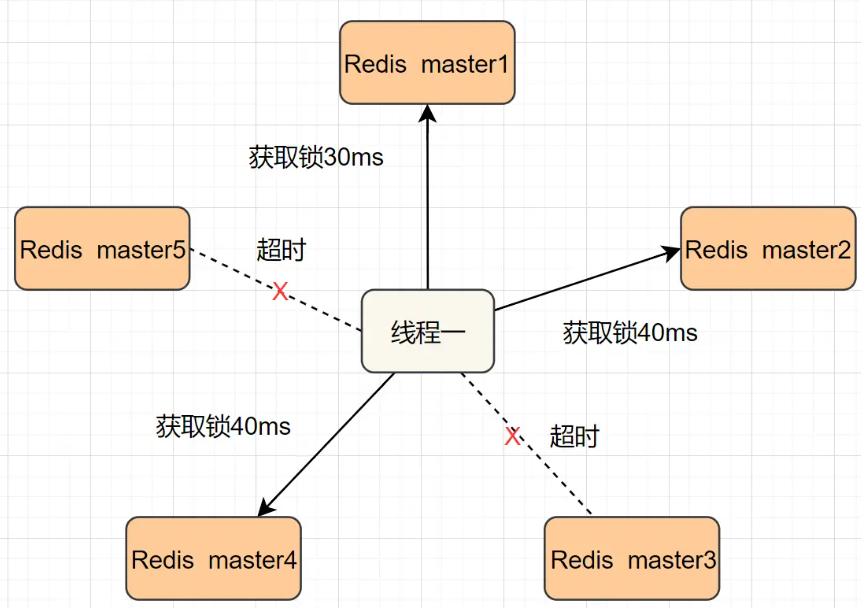 Redis master1
获取锁30ms
Redis master5
超时
X
Redis master2
线程一
获取锁40ms
获取锁40ms
X
超时
Redis master4
Redis master3